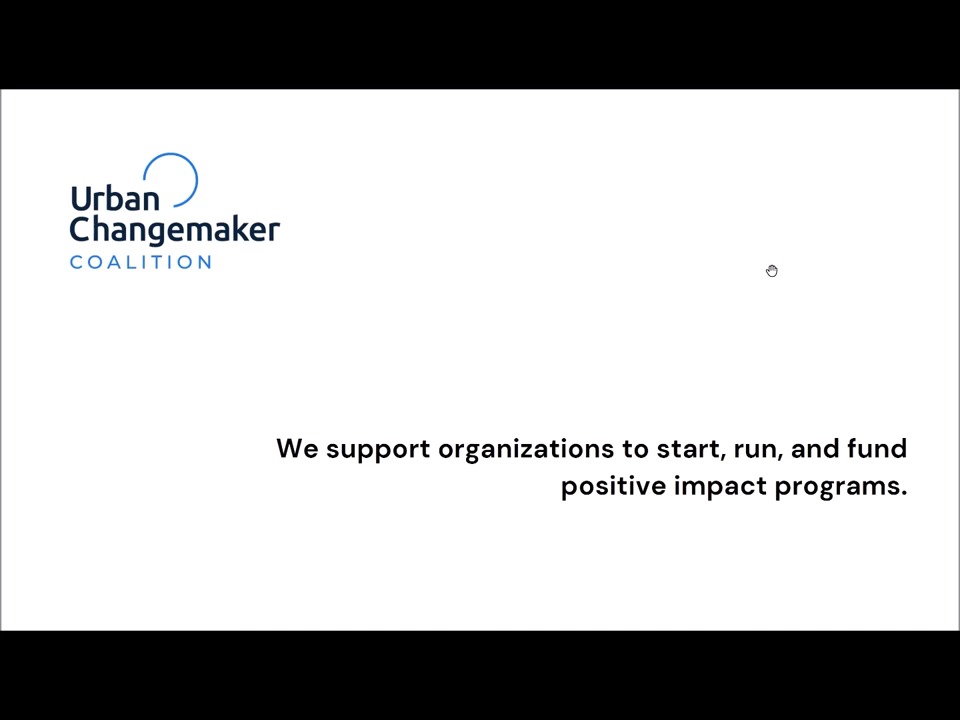 Urban
Changemaker
COALITION
We support organizations to start, run, and fund
positive impact programs.